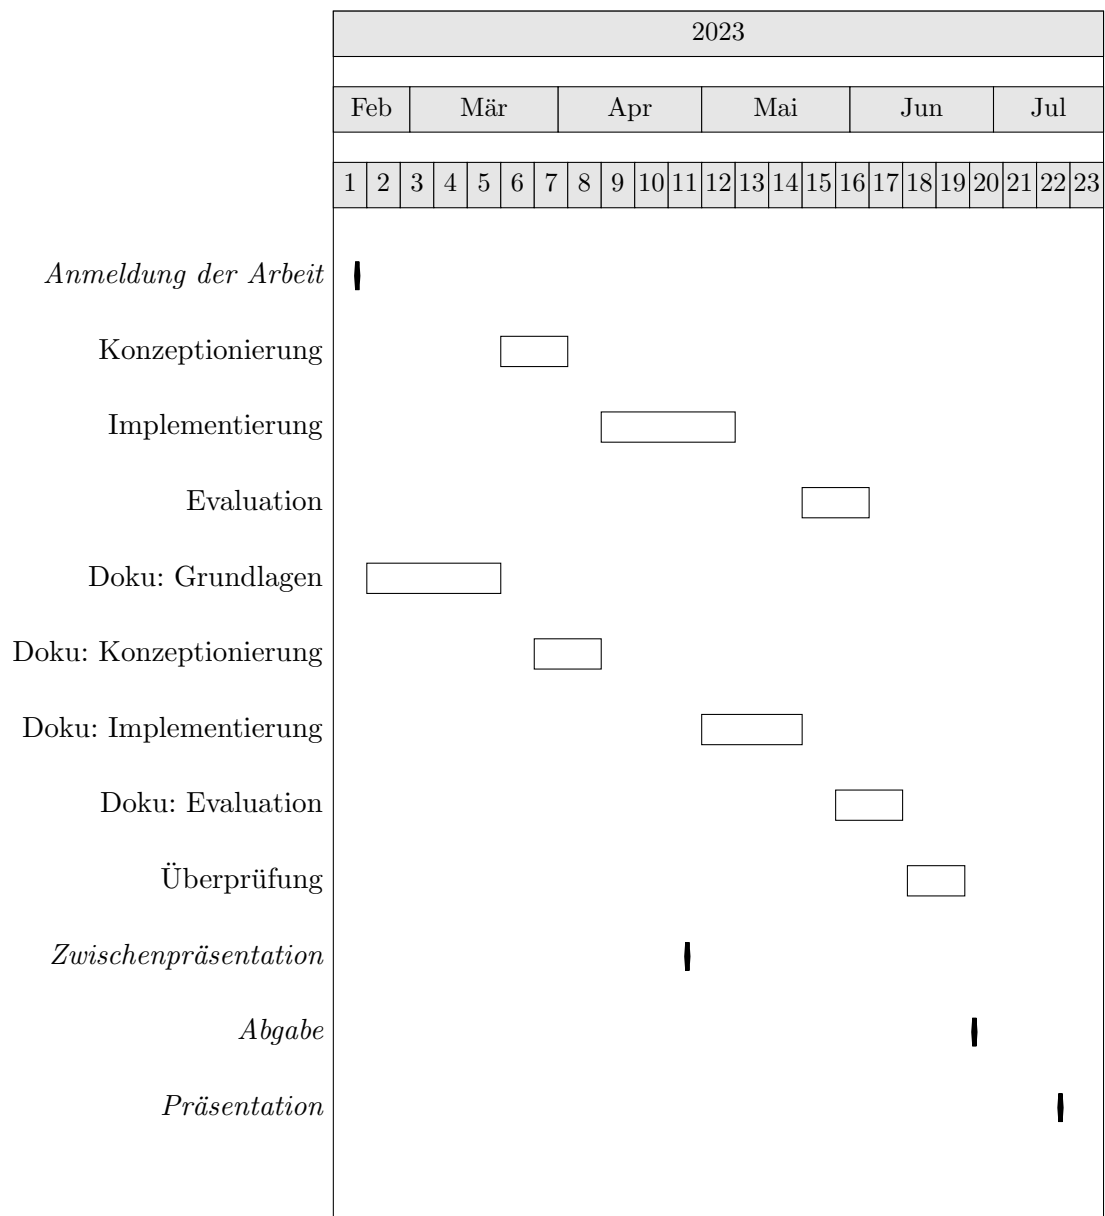 2023
Feb Mär Apr Mai Jun Jul
1 2 3 4 5 6 7 8 9 10 11 12 13 14 15 16 17 18 19 20 21 22 23
Anmeldung der Arbeit
Konzeptionierung
Implementierung
Evaluation
Doku: Grundlagen
Doku: Konzeptionierung
Doku: Implementierung
Doku: Evaluation
Überprüfung
Zwischenpräsentation
Abgabe
Präsentation